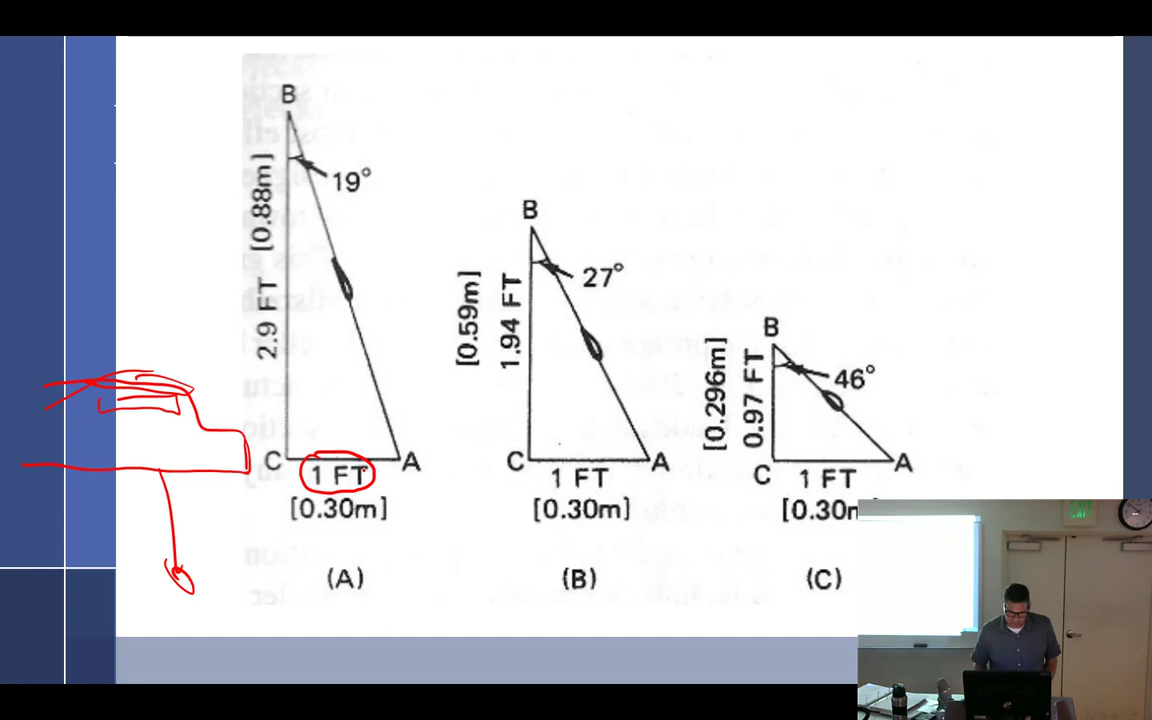 B
19°
2.9 FT [0.88m]
C
A
1 FT
[0.30m]
(A)
B
27°
[0.59m]
1.94 FT
C
A
1 FT
[0.30m]
(B)
B
46°
[0.296m]
0.97 FT
C
A
1 FT
[0.30m
(C)
EXIT